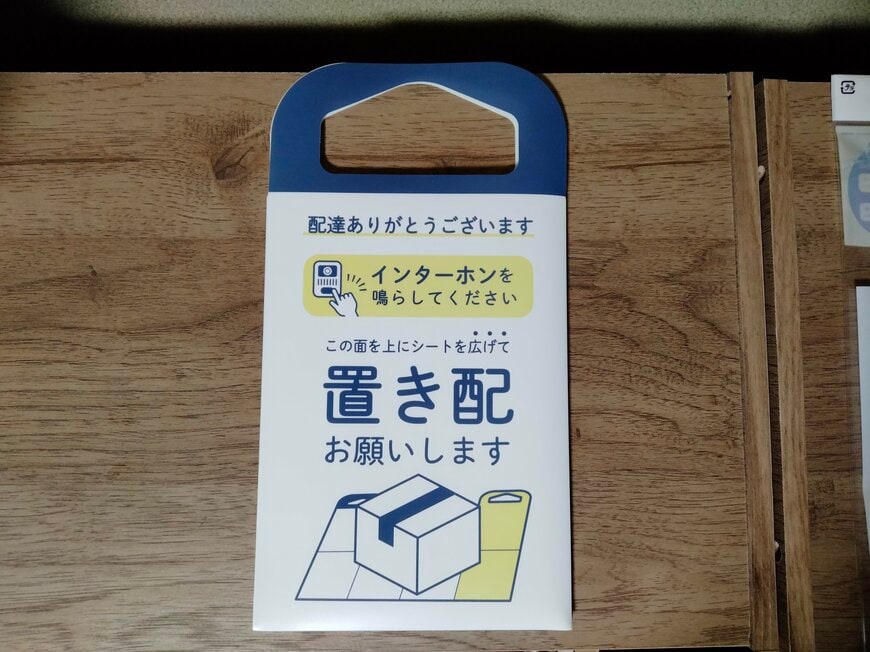 配達ありがとうございます
インターホンを
鳴らしてください
この面を上にシートを広げて
置き配
お願いします